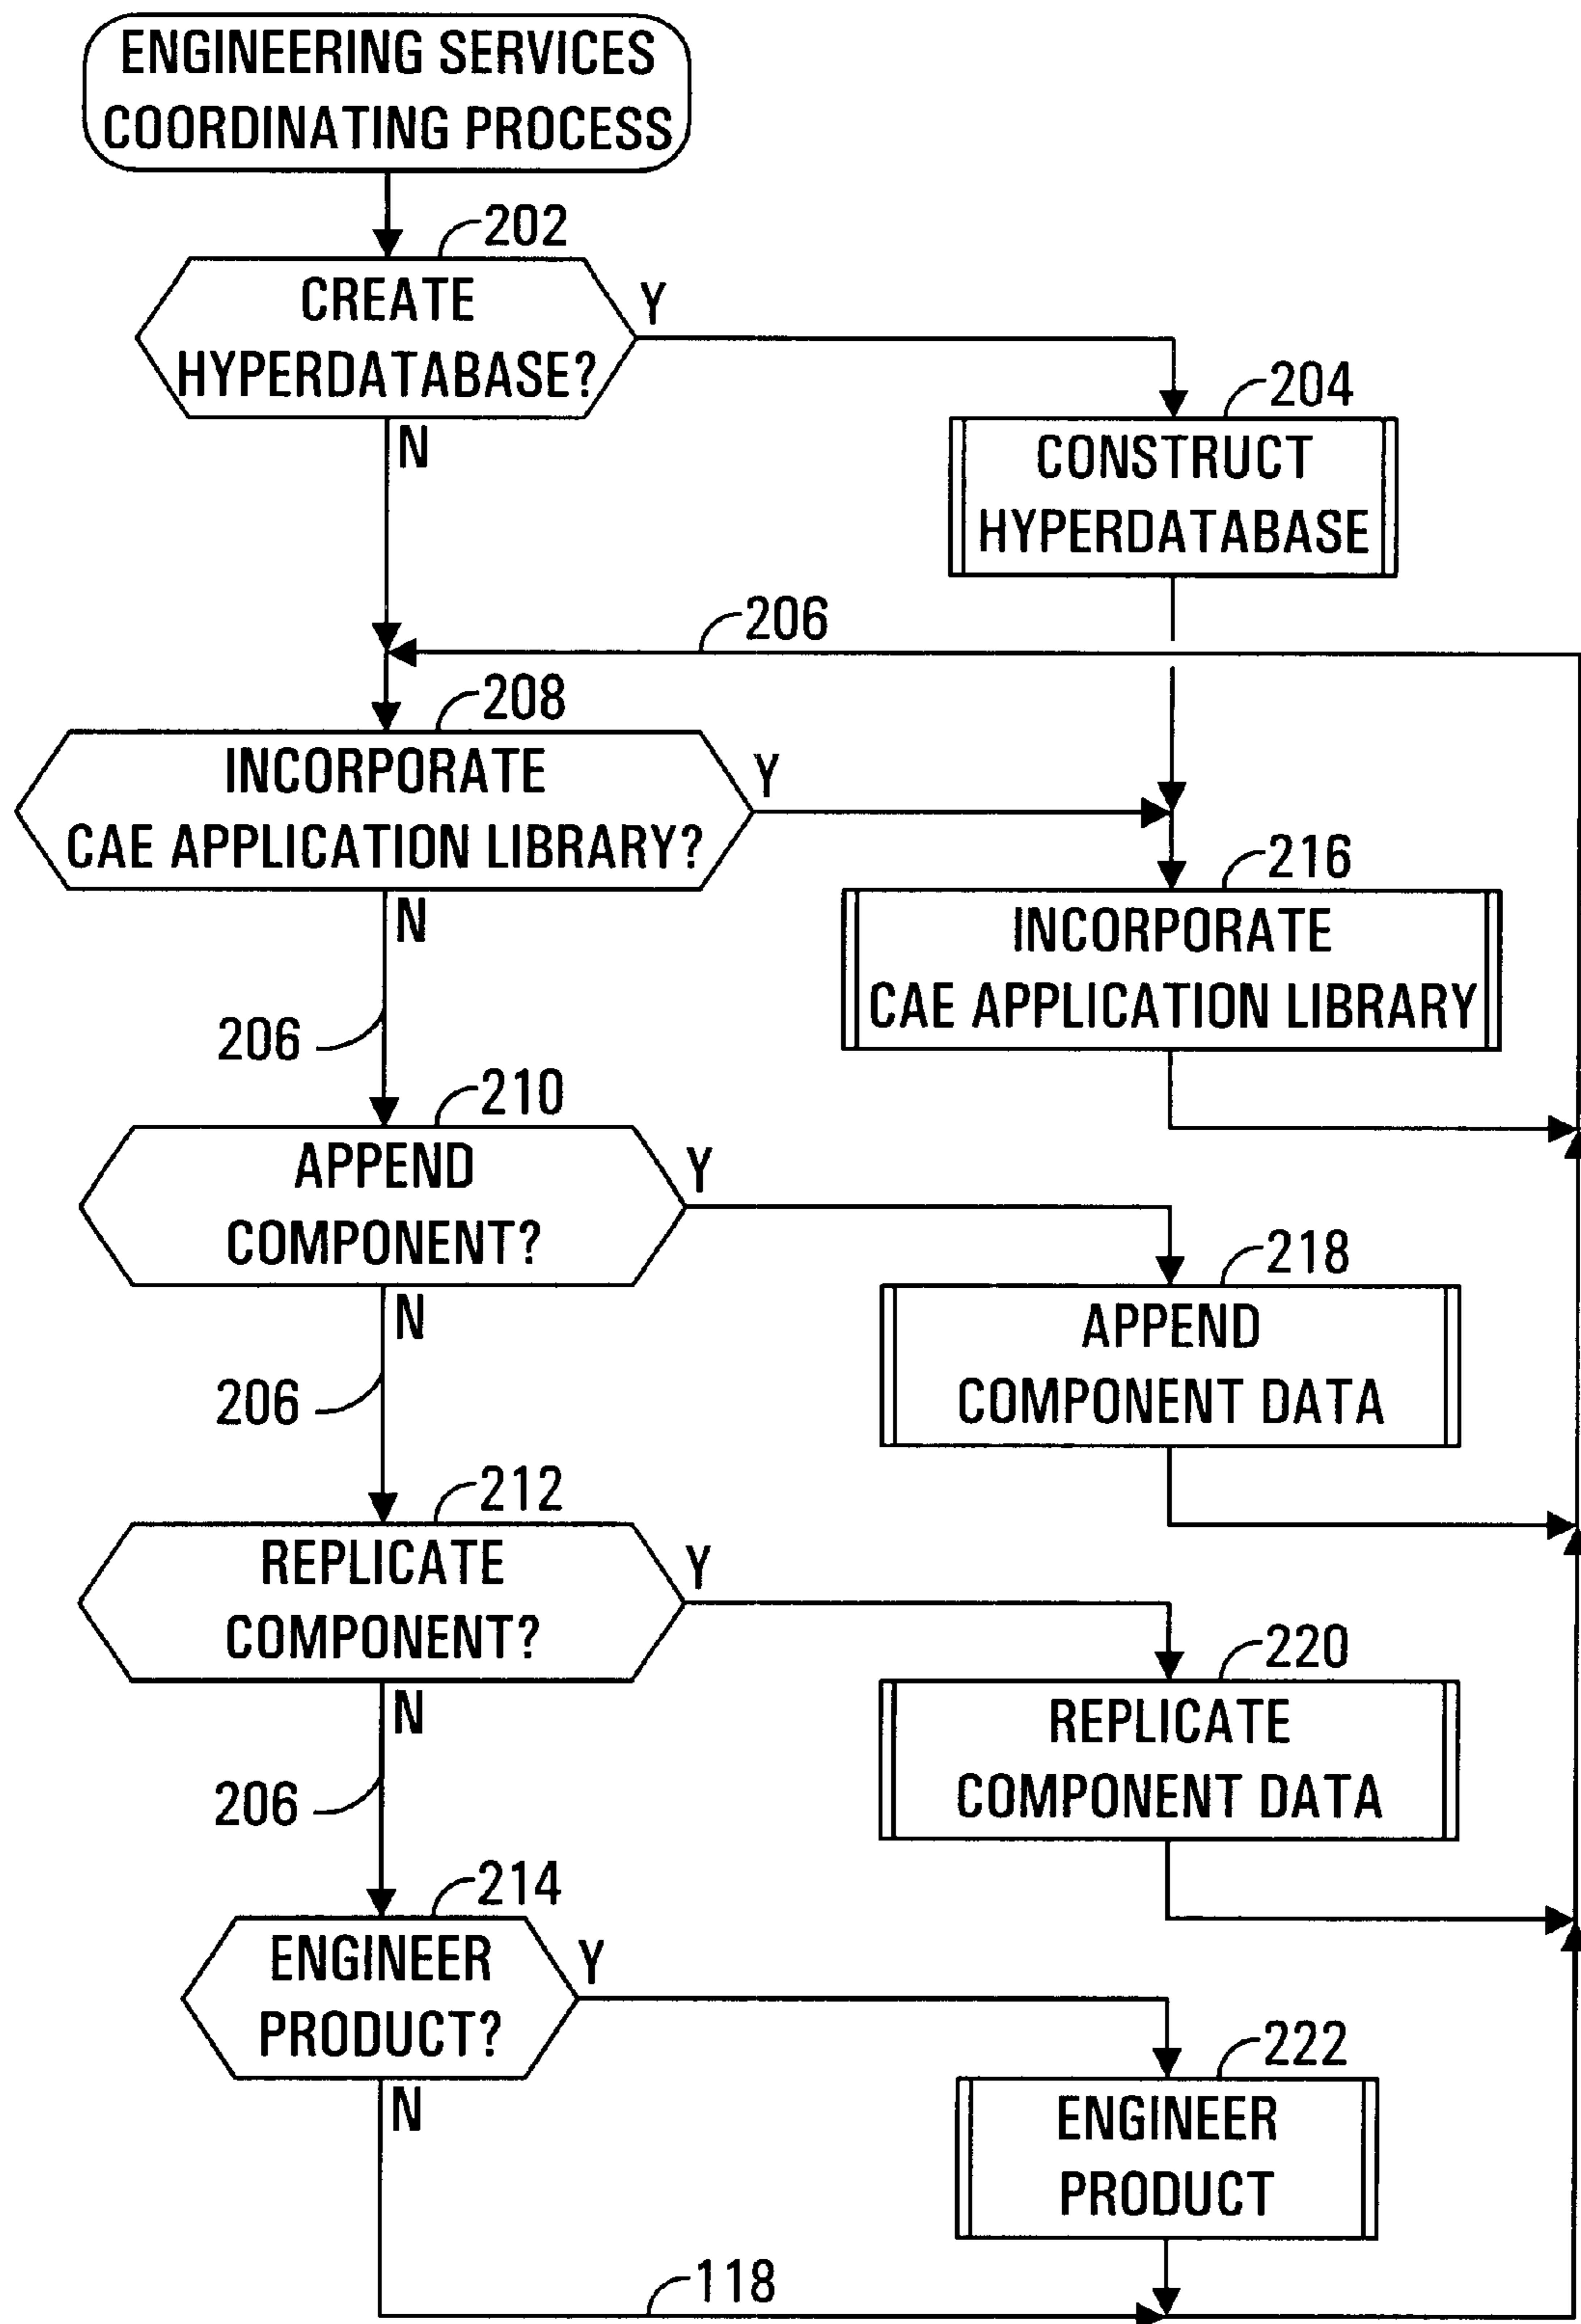 ENGINEERING SERVICES
COORDINATING PROCESS
202
CREATE
HYPERDATABASE?
Y
N
204
CONSTRUCT
HYPERDATABASE
206
208
INCORPORATE
CAE APPLICATION LIBRARY?
Y
N
216
INCORPORATE
CAE APPLICATION LIBRARY
206
210
APPEND
COMPONENT?
Y
N
218
APPEND
COMPONENT DATA
206
212
REPLICATE
COMPONENT?
Y
N
220
REPLICATE
COMPONENT DATA
206
214
ENGINEER
PRODUCT?
Y
N
222
ENGINEER
PRODUCT
118